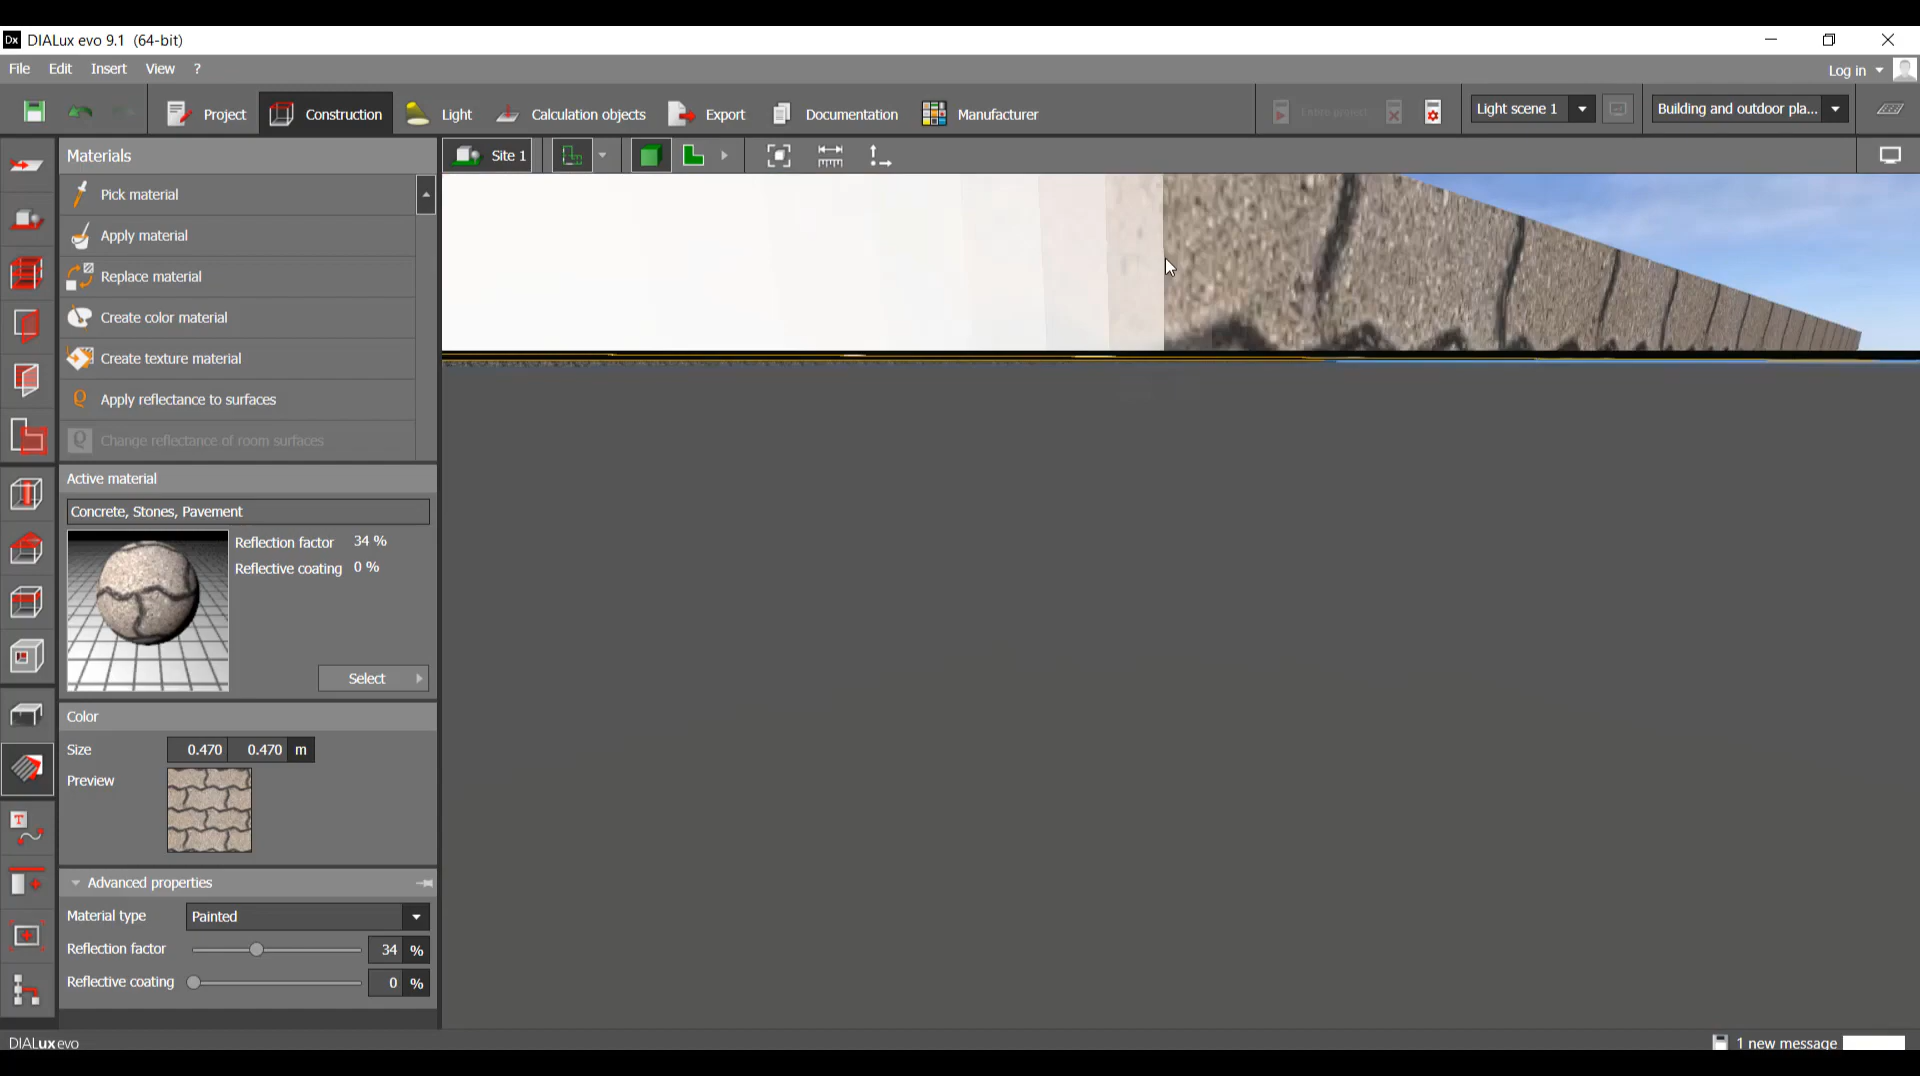 Dx DIALux evo 9.1 (64-bit)
File Edit Insert View ? Log in
Project Construction Light Calculation objects Export Documentation Manufacturer Entire project Light scene 1 Building and outdoor pla...
Materials
Site 1
Pick material
Apply material
Replace material
Create color material
Create texture material
Apply reflectance to surfaces
Change reflectance of room surfaces
Active material
Concrete, Stones, Pavement
Reflection factor 34 %
Reflective coating 0 %
Select
Color
Size 0.470 0.470 m
Preview
Advanced properties
Material type Painted
Reflection factor 34 %
Reflective coating 0 %
DIALux evo 1 new message